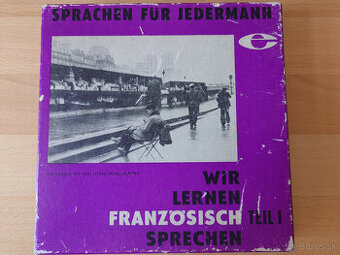 SPRACHEN FÜR JEDERMANN
e
WIR
LERNEN
FRANZÖSISCH TEIL I
SPRECHEN